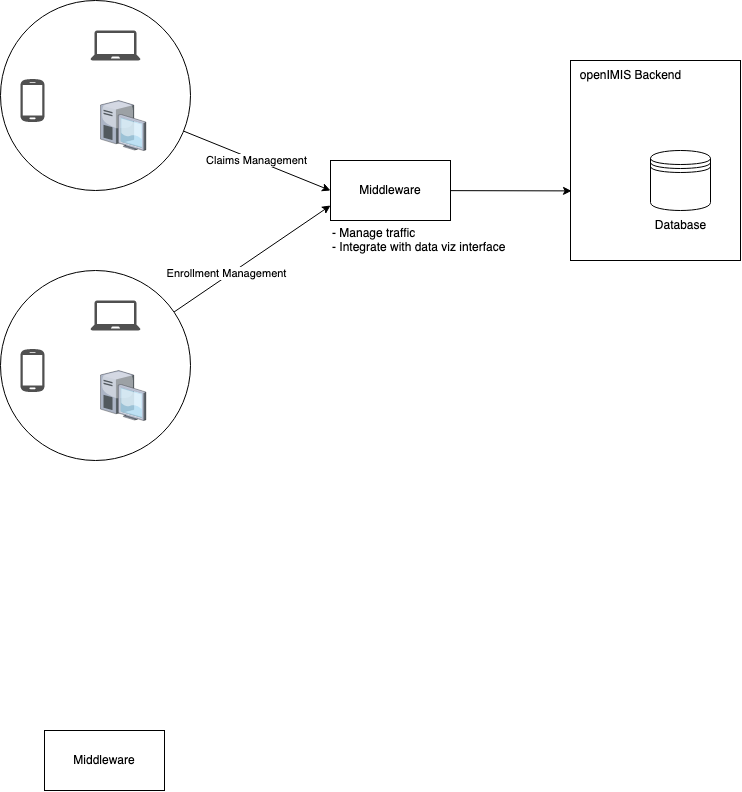 openIMIS Backend
Claims Management
Middleware
- Manage traffic
- Integrate with data viz interface
Database
Enrollment Management
Middleware